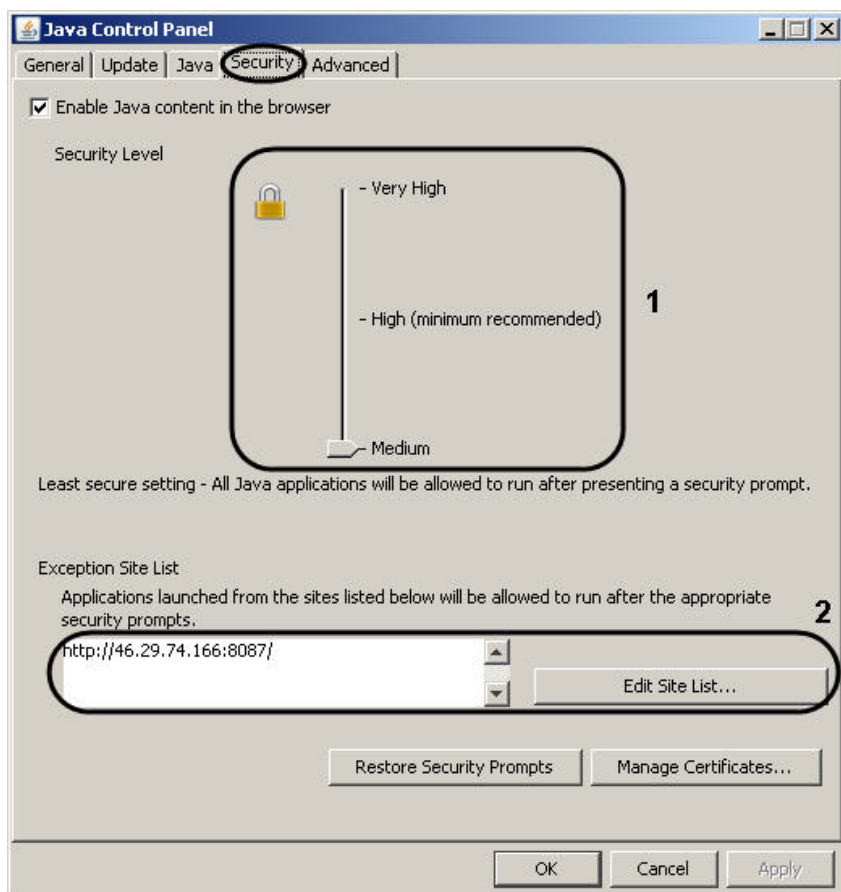 Java Control Panel
General Update Java Security Advanced
Enable Java content in the browser
Security Level
- Very High
- High (minimum recommended)
1
- Medium
Least secure setting - All Java applications will be allowed to run after presenting a security prompt.
Exception Site List
Applications launched from the sites listed below will be allowed to run after the appropriate
security prompts.
2
http://46.29.74.166:8087/
Edit Site List...
Restore Security Prompts Manage Certificates...
OK Cancel Apply